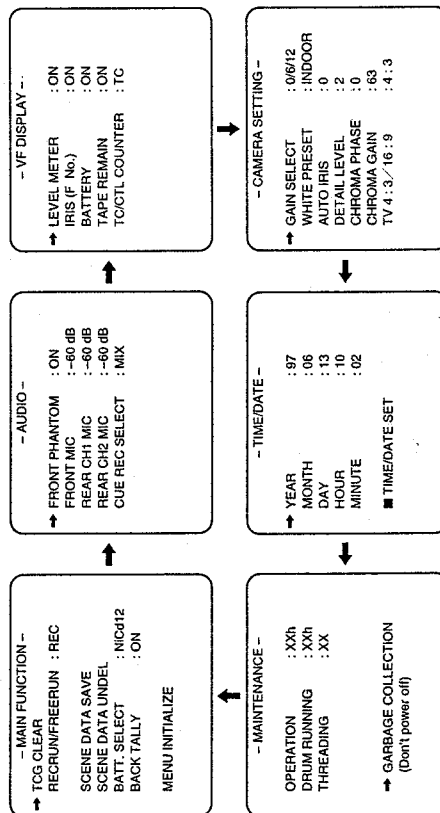 – MAIN FUNCTION –
➞ TCG CLEAR
RECRUN/FREERUN : REC
SCENE DATA SAVE
SCENE DATA UNDEL
BATT. SELECT : NiCd12
BACK TALLY : ON
MENU INITIALIZE
– AUDIO –
➞ FRONT PHANTOM : ON
FRONT MIC : –60 dB
REAR CH1 MIC : –60 dB
REAR CH2 MIC : –60 dB
CUE REC SELECT : MIX
– VF DISPLAY –
➞ LEVEL METER : ON
IRIS (F No.) : ON
BATTERY : ON
TAPE REMAIN : ON
TC/CTL COUNTER : TC
– MAINTENANCE –
OPERATION : XXh
DRUM RUNNING : XXh
THREADING : XX
➞ GARBAGE COLLECTION
(Don't power off)
– TIME/DATE –
➞ YEAR : 97
MONTH : 06
DAY : 13
HOUR : 10
MINUTE : 02
■ TIME/DATE SET
– CAMERA SETTING –
➞ GAIN SELECT : 0/6/12
WHITE PRESET : INDOOR
AUTO IRIS : 0
DETAIL LEVEL : 2
CHROMA PHASE : 0
CHROMA GAIN : 63
TV 4 : 3／16 : 9 : 4 : 3